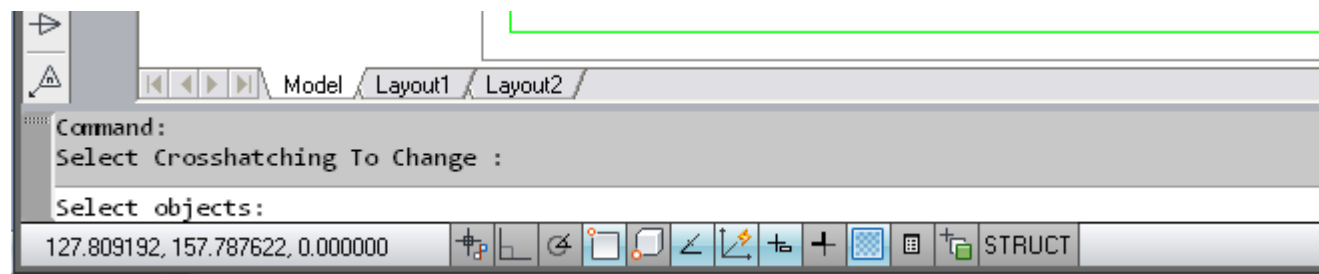 Model Layout1 Layout2
Command:
Select Crosshatching To Change :
Select objects:
127.809192, 157.787622, 0.000000 STRUCT